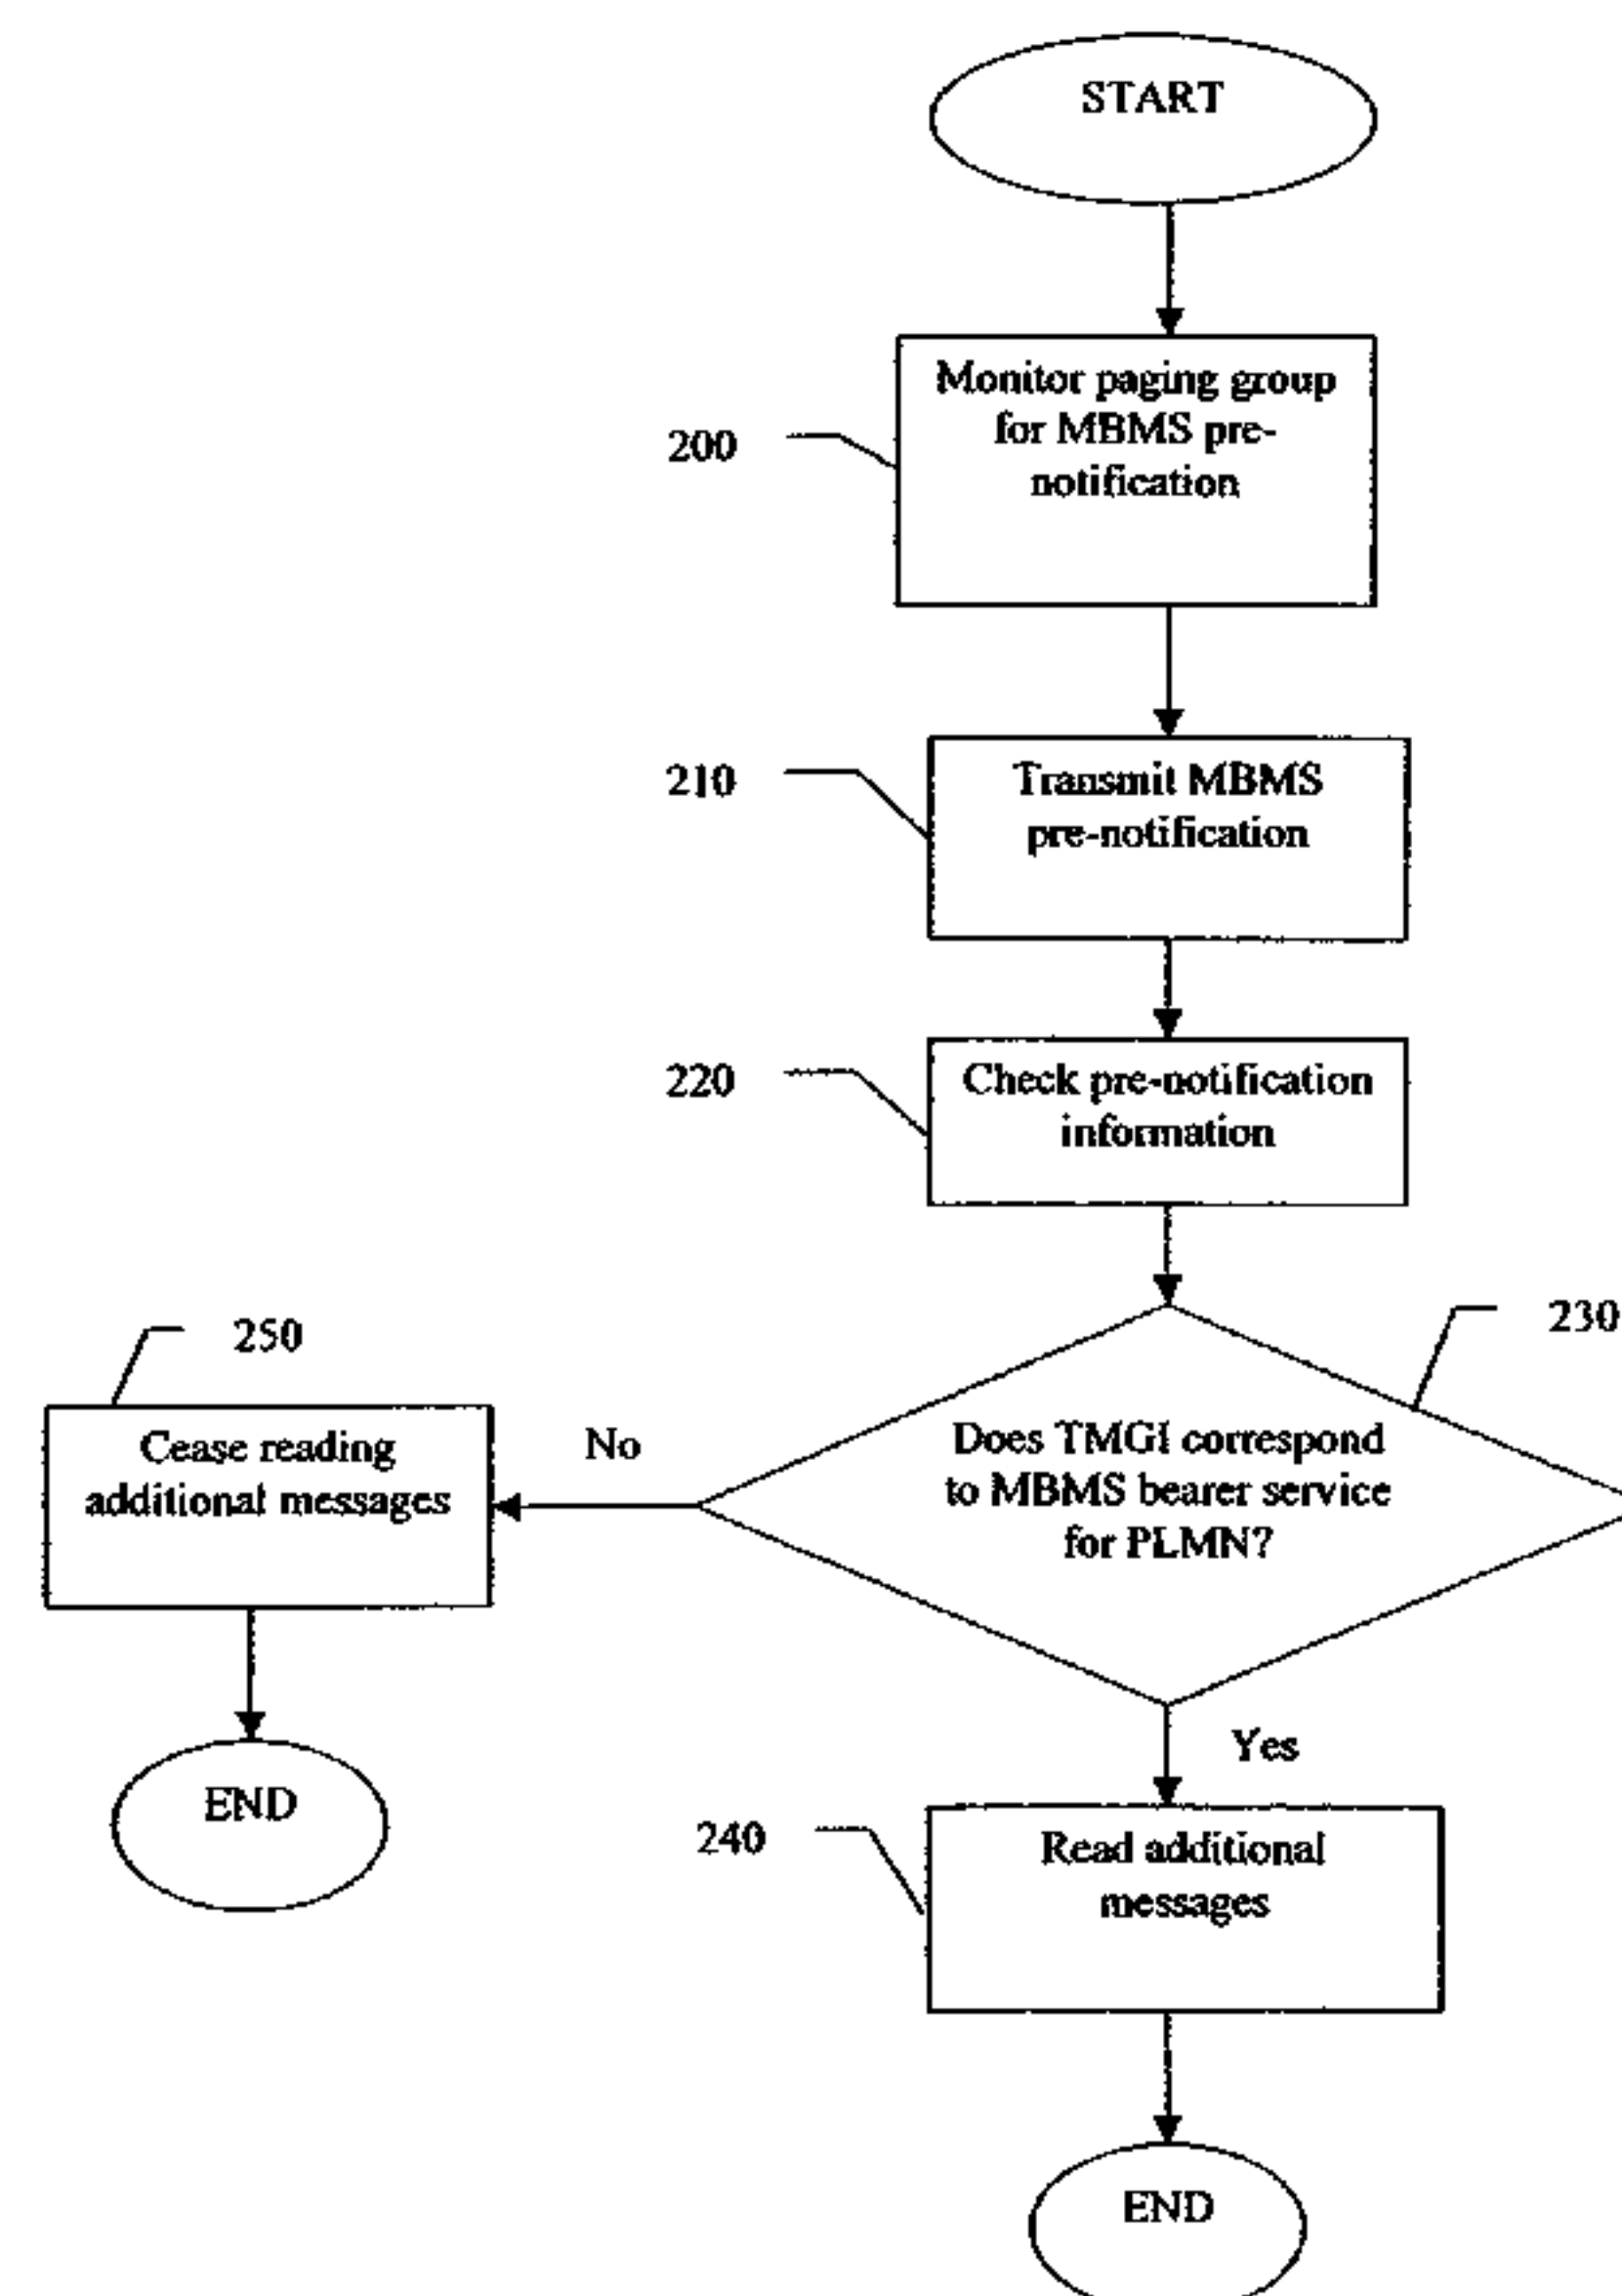 START
200
Monitor paging group
for MBMS pre-
notification
210
Transmit MBMS
pre-notification
220
Check pre-notification
information
230
Does TMGI correspond
to MBMS bearer service
for PLMN?
No
250
Cease reading
additional messages
END
Yes
240
Read additional
messages
END